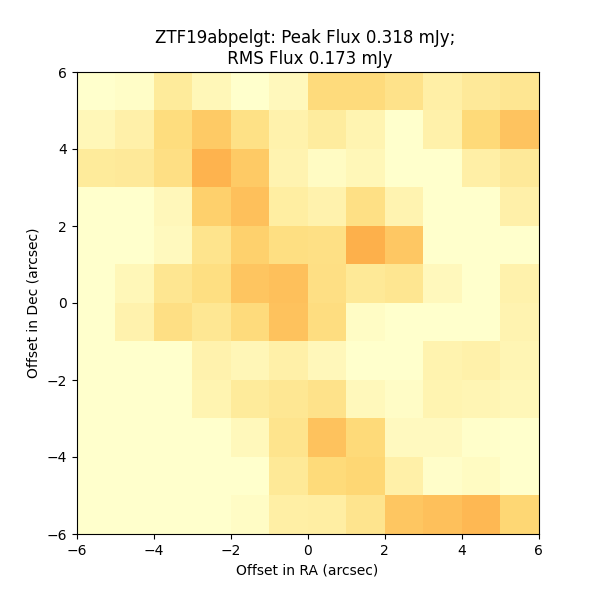 ZTF19abpelgt: Peak Flux 0.318 mJy;
RMS Flux 0.173 mJy
6
4
2
0
−2
−4
−6
Offset in Dec (arcsec)
−6 −4 −2 0 2 4 6
Offset in RA (arcsec)